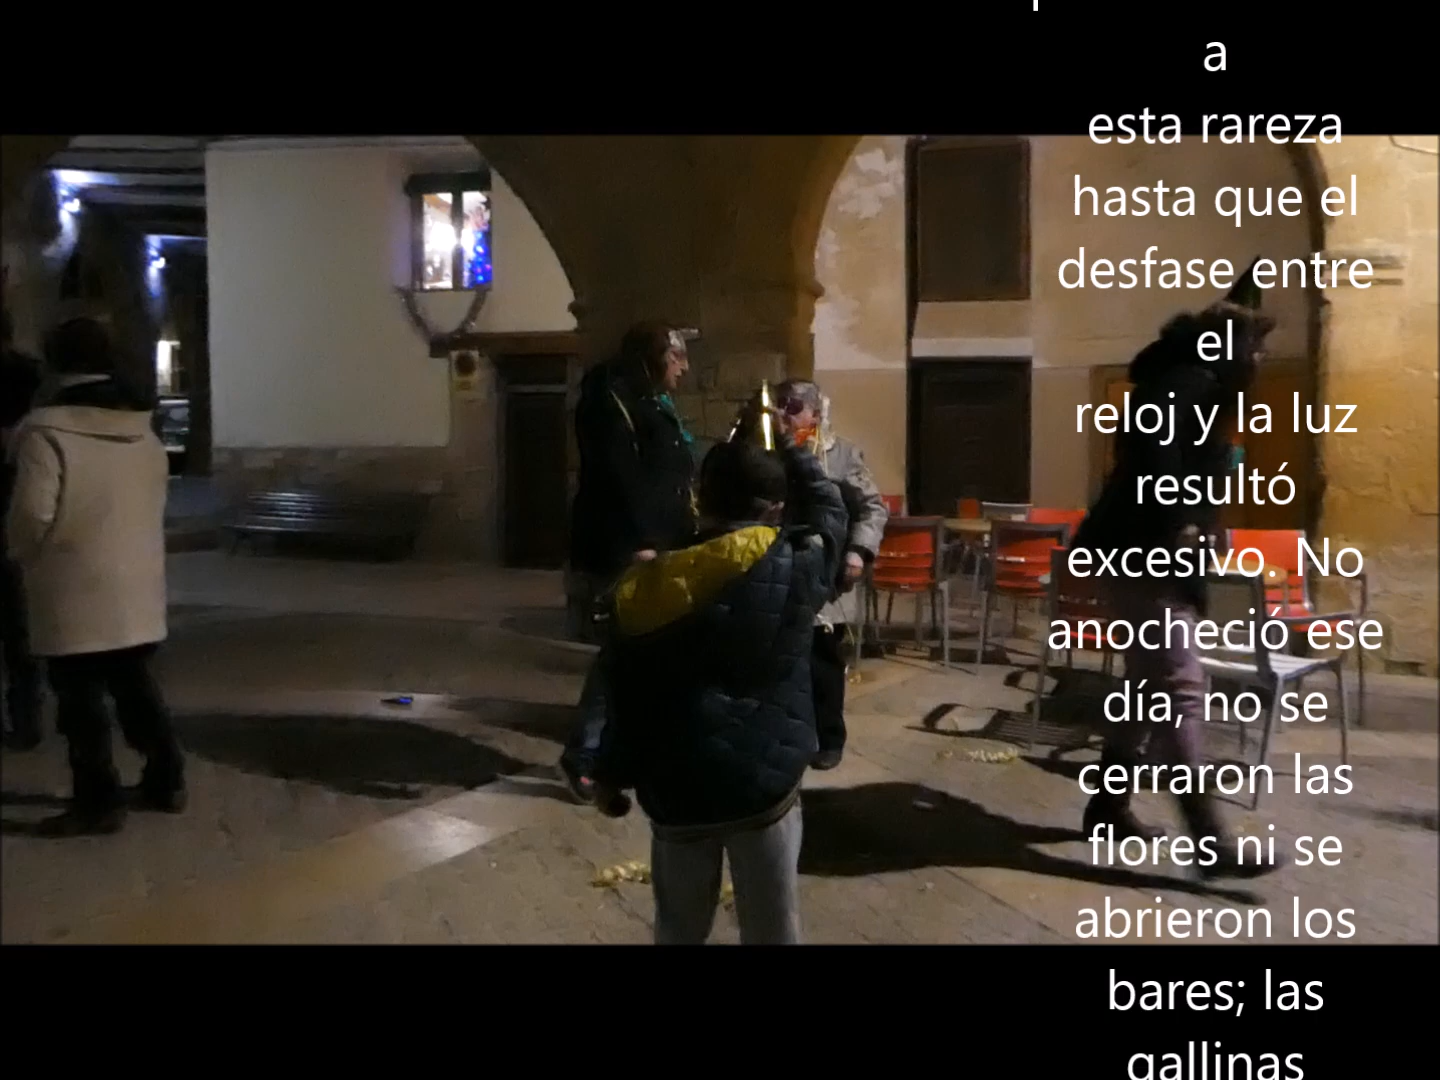 a
esta rareza
hasta que el
desfase entre
el
reloj y la luz
resultó
excesivo. No
anocheció ese
día, no se
cerraron las
flores ni se
abrieron los
bares; las
gallinas